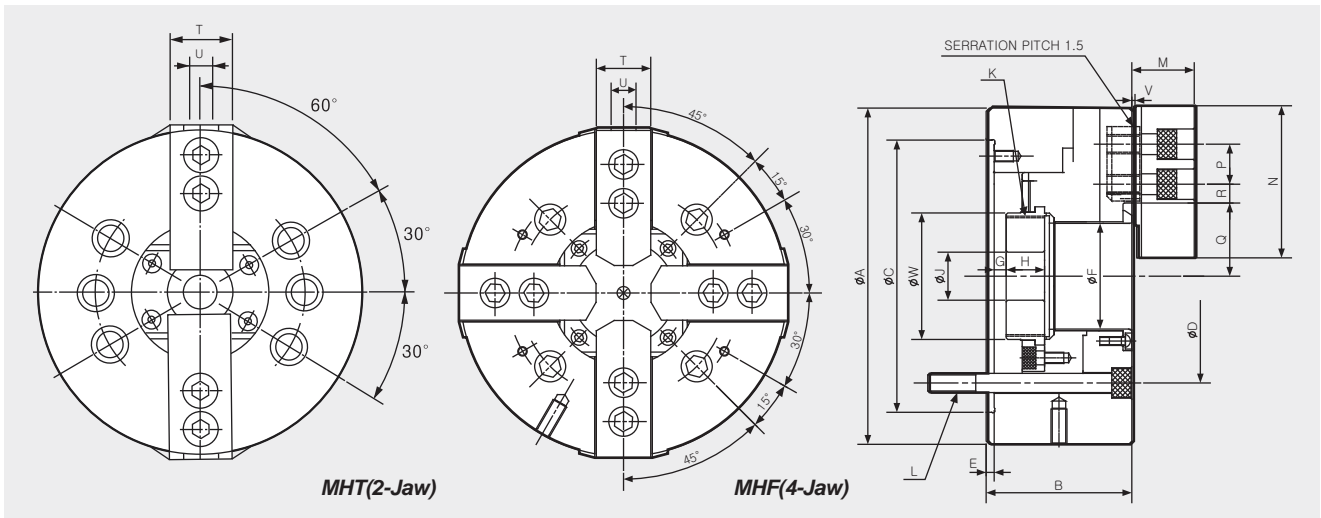 T
U
60°
30°
30°
MHT(2-Jaw)
T
U
45°
15°
30°
30°
15°
45°
MHF(4-Jaw)
SERRATION PITCH 1.5
K
M
V
P
R
N
Q
G
H
øA
øC
øW
øJ
øF
øD
E
L
B